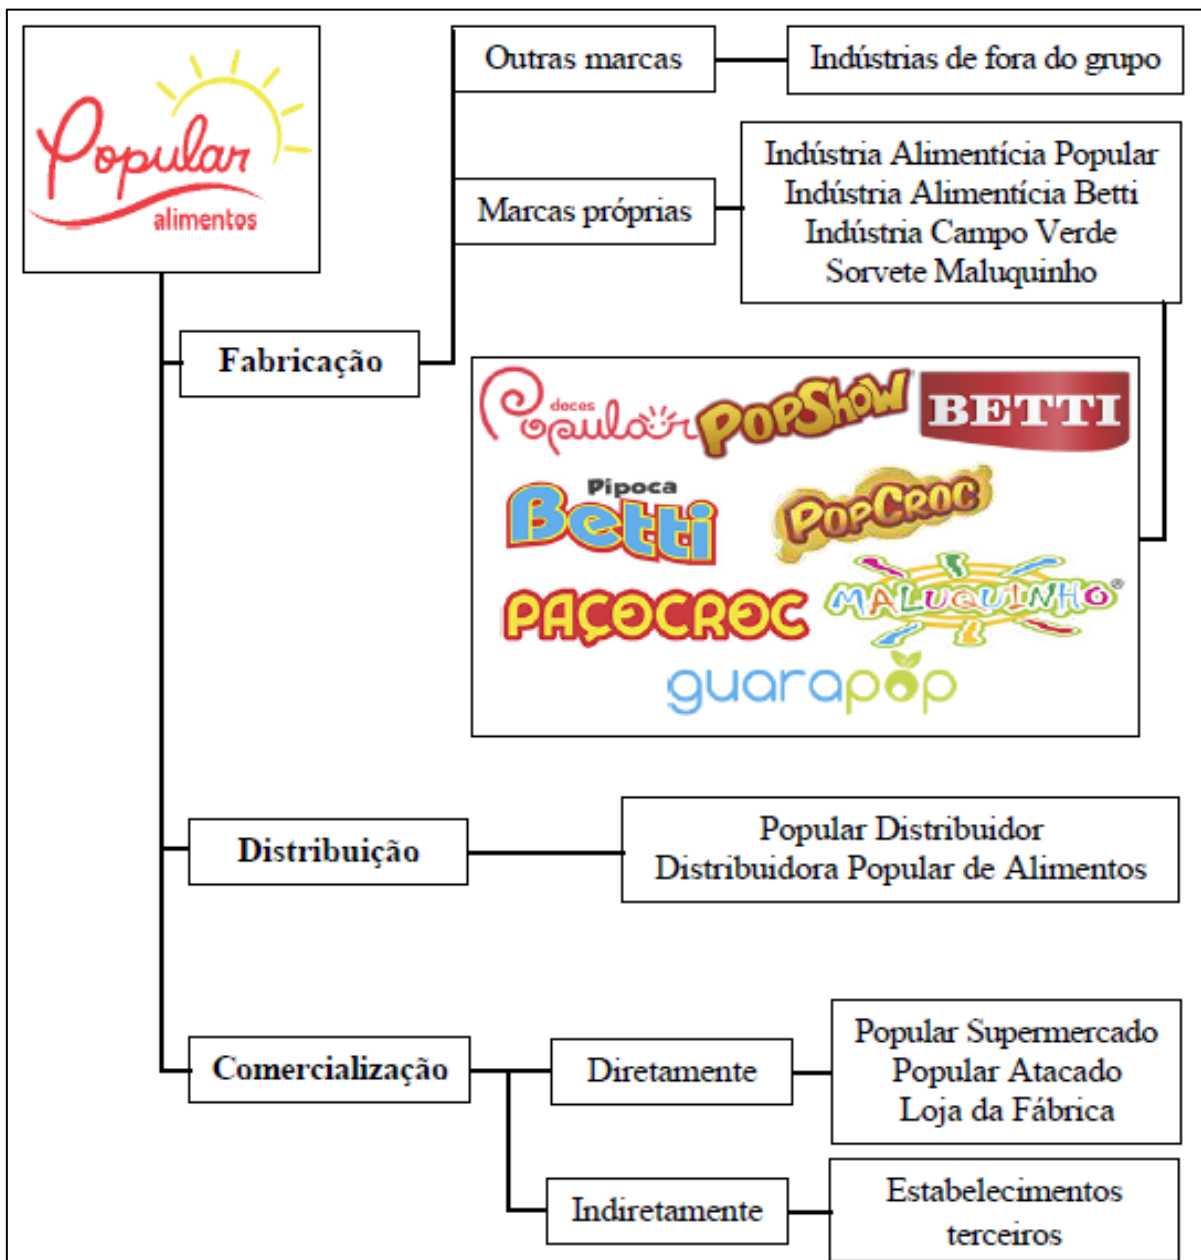 Popular
alimentos
Outras marcas
Indústrias de fora do grupo
Marcas próprias
Indústria Alimentícia Popular
Indústria Alimentícia Betti
Indústria Campo Verde
Sorvete Maluquinho
Fabricação
doces
Popular
POPSHOW
BETTI
Pipoca
Betti
POPCROC
PAÇOCROC
MALUQUINHO®
guarapop
Distribuição
Popular Distribuidor
Distribuidora Popular de Alimentos
Comercialização
Diretamente
Popular Supermercado
Popular Atacado
Loja da Fábrica
Indiretamente
Estabelecimentos
terceiros